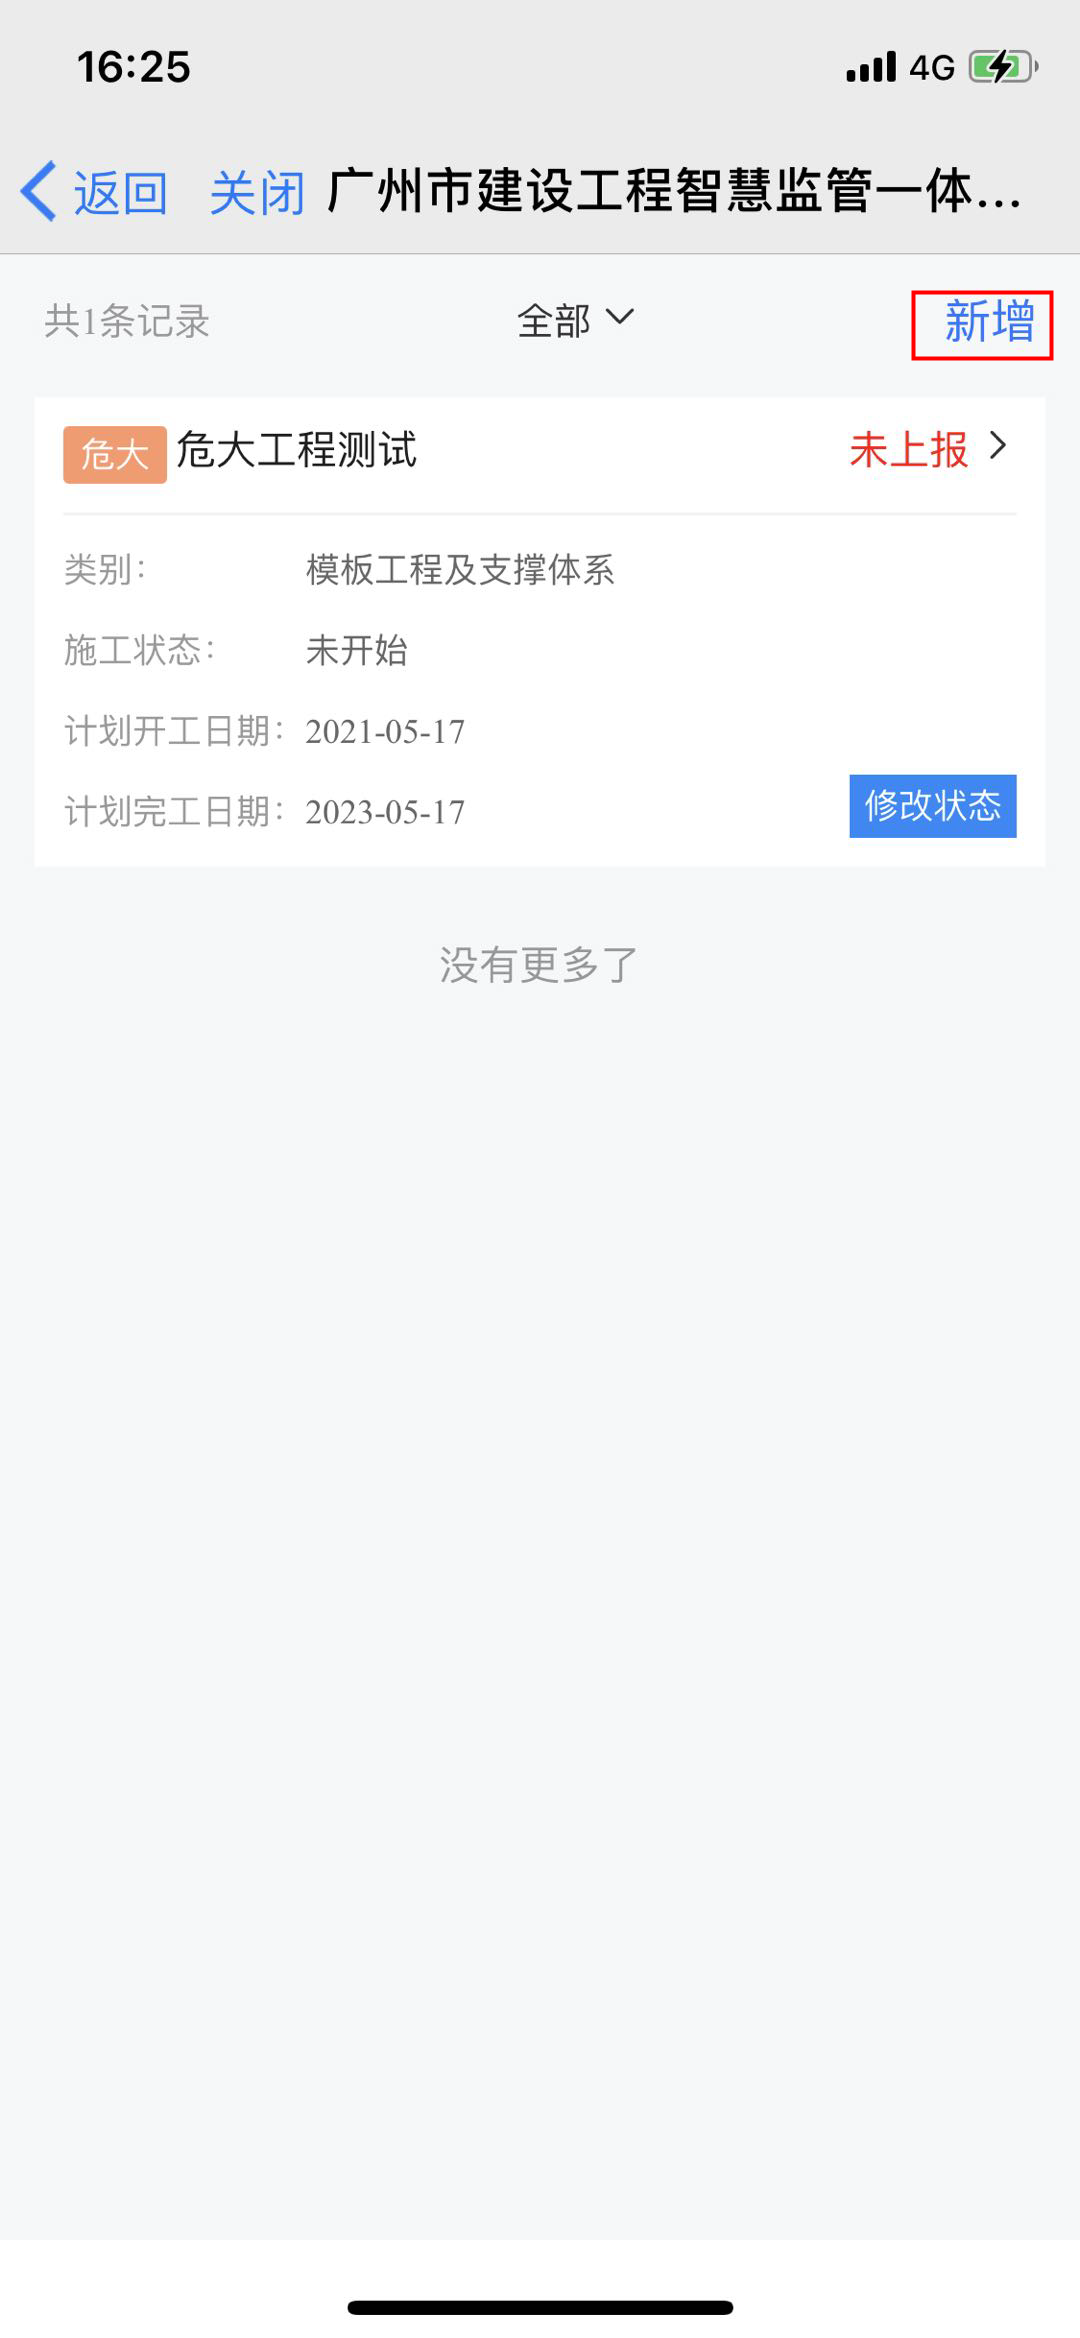 16:25 4G
返回 关闭 广州市建设工程智慧监管一体...
共1条记录 全部 新增
危大 危大工程测试 未上报
类别： 模板工程及支撑体系
施工状态： 未开始
计划开工日期： 2021-05-17
计划完工日期： 2023-05-17 修改状态
没有更多了